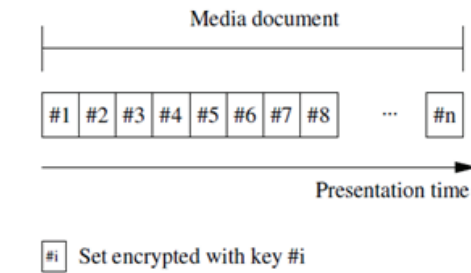 Media document
#1 #2 #3 #4 #5 #6 #7 #8 ... #n
Presentation time
#i Set encrypted with key #i